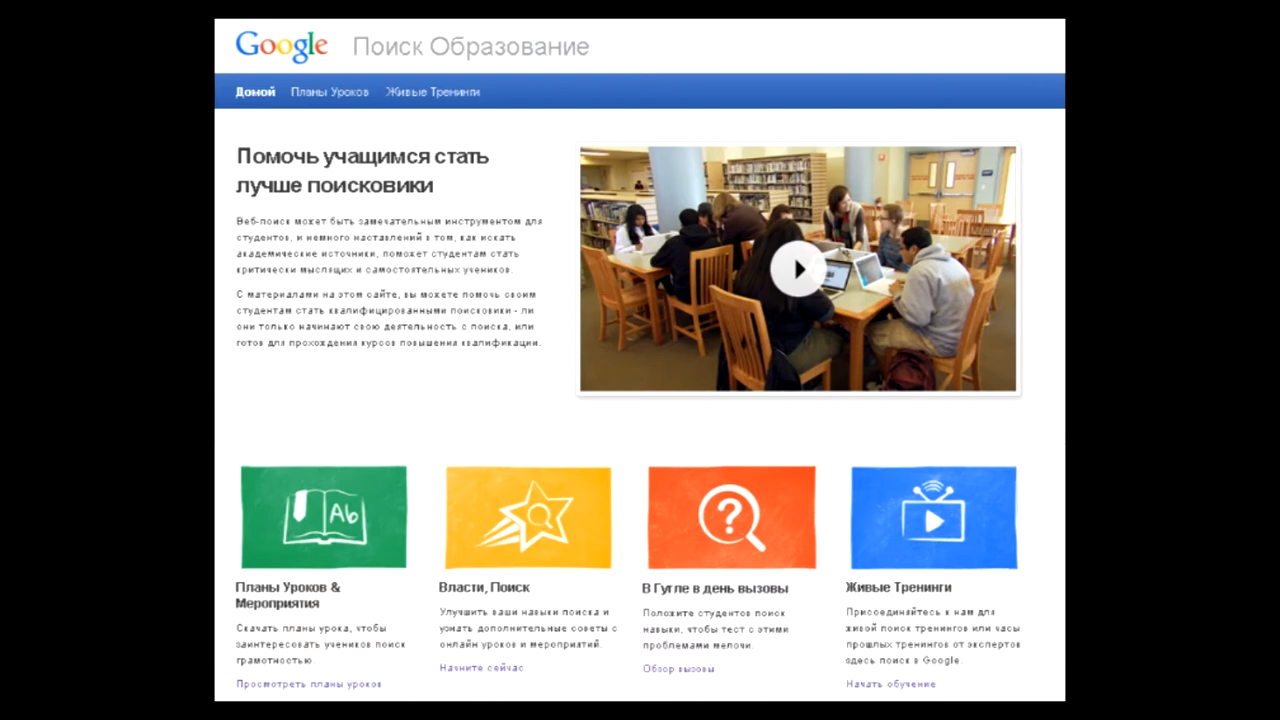 Google Поиск Образование
Домой Планы Уроков Живые Тренинги
Помочь учащимся стать
лучше поисковики
Веб-поиск может быть замечательным инструментом для
студентов, и немного наставлений в том, как искать
академические источники, поможет студентам стать
критически мыслящих и самостоятельных учеников.
С материалами на этом сайте, вы можете помочь своим
студентам стать квалифицированными поисковики - ли
они только начинают свою деятельность с поиска, или
готов для прохождения курсов повышения квалификации.
Ab
Планы Уроков &
Мероприятия
Скачать планы урока, чтобы
заинтересовать учеников поиск
грамотностью
Просмотреть планы уроков
Власти, Поиск
Улучшить ваши навыки поиска и
узнать дополнительные советы с
онлайн уроков и мероприятий.
Начните сейчас
В Гугле в день вызовы
Положите студентов поиск
навыки, чтобы тест с этими
проблемами мелочи.
Обзор вызовы
Живые Тренинги
Присоединяйтесь к нам для
живой поиск тренингов или часы
прошлых тренингов от экспертов
здесь поиск в Google.
Начать обучение